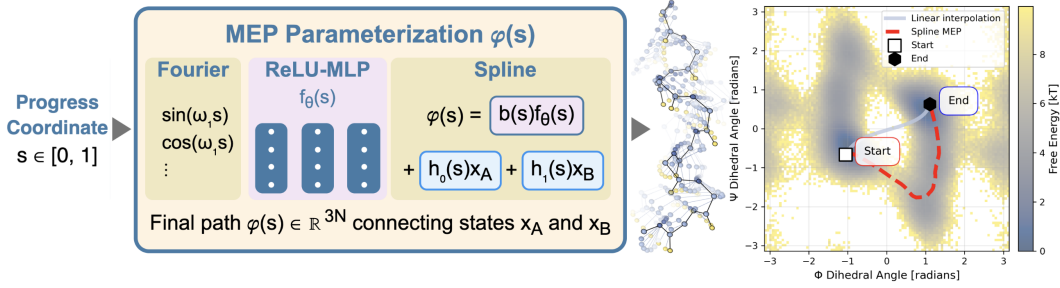 Progress
Coordinate
s ∈ [0, 1]
MEP Parameterization φ(s)
Fourier
sin(ω₁s)
cos(ω₁s)
⋮
ReLU-MLP
f_θ(s)
Spline
φ(s) = b(s)f_θ(s)
+ h₀(s)x_A + h₁(s)x_B
Final path φ(s) ∈ ℝ^3N connecting states x_A and x_B
Linear interpolation
Spline MEP
Start
End
End
Start
Ψ Dihedral Angle [radians]
3
2
1
0
−1
−2
−3
−3 −2 −1 0 1 2 3
Φ Dihedral Angle [radians]
8
6
4
2
0
Free Energy [kT]